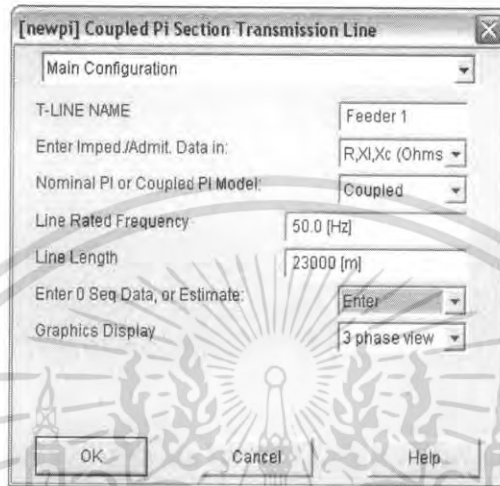 [newpi] Coupled Pi Section Transmission Line
Main Configuration
T-LINE NAME Feeder 1
Enter Imped./Admit. Data in: R,Xl,Xc (Ohms
Nominal PI or Coupled PI Model: Coupled
Line Rated Frequency 50.0 [Hz]
Line Length 23000 [m]
Enter 0 Seq Data, or Estimate: Enter
Graphics Display 3 phase view
OK Cancel Help